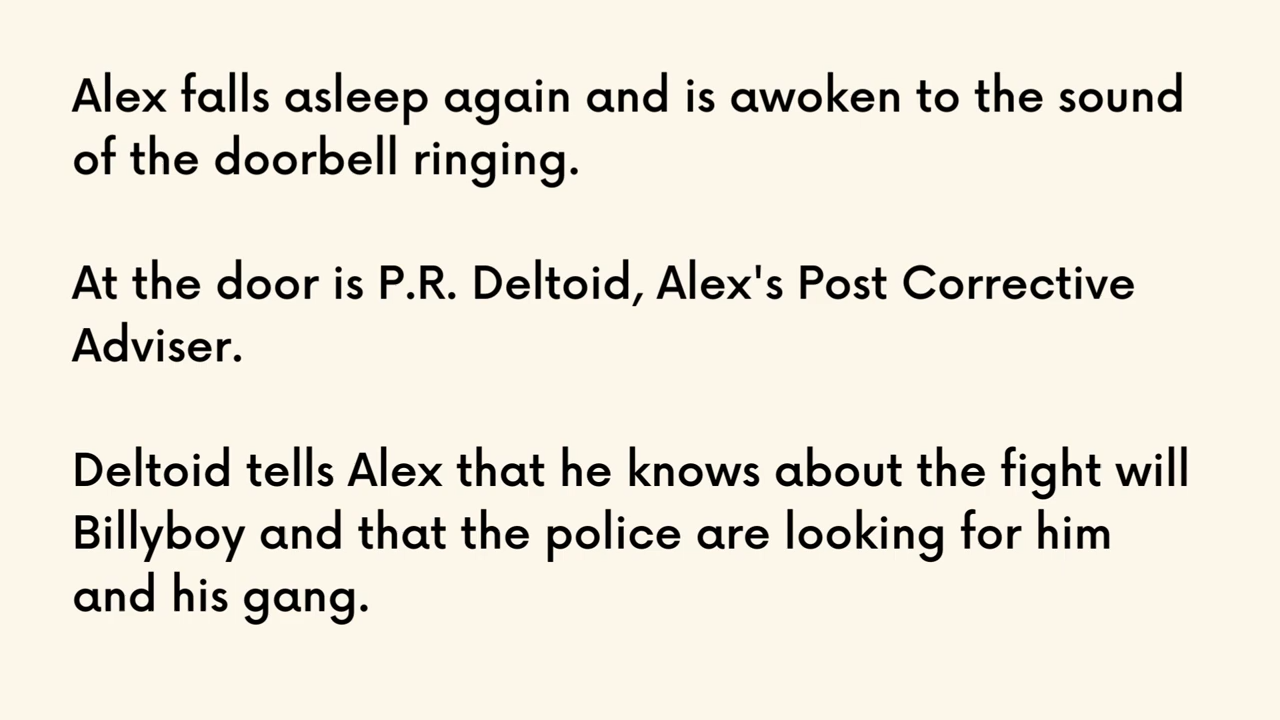 Alex falls asleep again and is awoken to the sound
of the doorbell ringing.
At the door is P.R. Deltoid, Alex's Post Corrective
Adviser.
Deltoid tells Alex that he knows about the fight will
Billyboy and that the police are looking for him
and his gang.